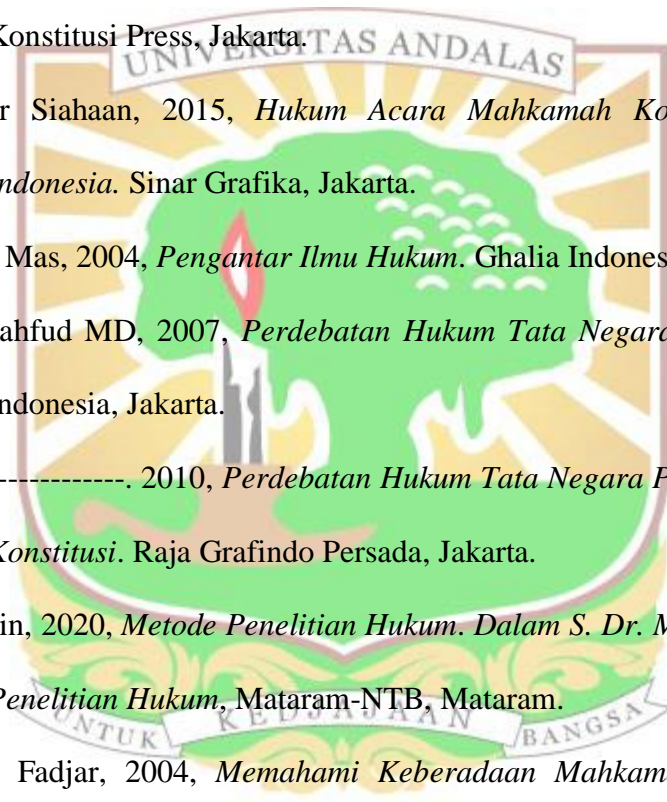 Konstitusi Press, Jakarta.
UNIVERSITAS ANDALAS
r Siahaan, 2015, Hukum Acara Mahkamah Ko
ndonesia. Sinar Grafika, Jakarta.
Mas, 2004, Pengantar Ilmu Hukum. Ghalia Indones
ahfud MD, 2007, Perdebatan Hukum Tata Negara
ndonesia, Jakarta.
------------. 2010, Perdebatan Hukum Tata Negara P
Konstitusi. Raja Grafindo Persada, Jakarta.
in, 2020, Metode Penelitian Hukum. Dalam S. Dr. M
Penelitian Hukum, Mataram-NTB, Mataram.
UNTUK KEDJAJAAN BANGSA
Fadjar, 2004, Memahami Keberadaan Mahkam